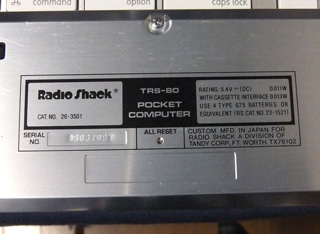 command
option
caps lock
Radio Shack®
CAT. NO. 26-3501
TRS-80
POCKET
COMPUTER
RATING: 6.4V ⎓ (DC) 0.011W
WITH CASSETTE INTERFACE 0.013W
USE 4 TYPE 675 BATTERIES OR
EQUIVALENT (RS CAT. NO. 23-1521)
SERIAL
NO.
ALL RESET
CUSTOM MFD. IN JAPAN FOR
RADIO SHACK A DIVISION OF
TANDY CORP., FT. WORTH, TX76102